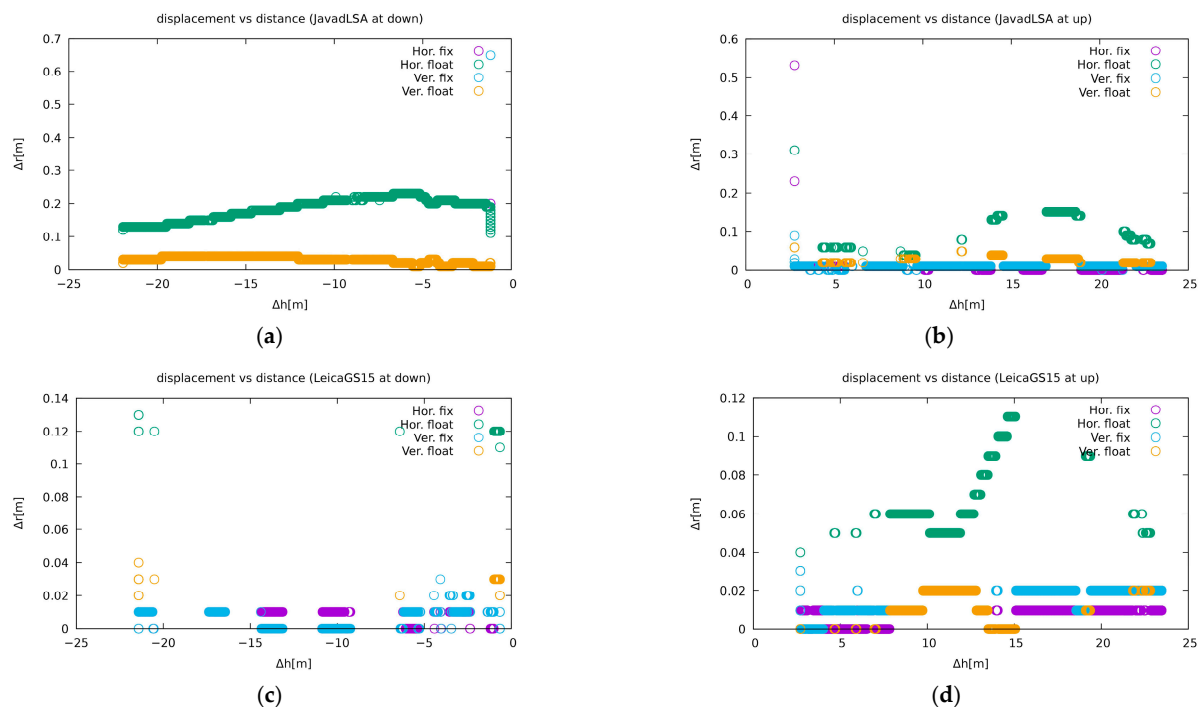 displacement vs distance (JavadLSA at down)
0.7
0.6
0.5
0.4
0.3
0.2
0.1
0
Δr[m]
Hor. fix
Hor. float
Ver. fix
Ver. float
−25 −20 −15 −10 −5 0
Δh[m]
(a)
displacement vs distance (JavadLSA at up)
0.6
0.5
0.4
0.3
0.2
0.1
0
Δr[m]
Hor. fix
Hor. float
Ver. fix
Ver. float
0 5 10 15 20 25
Δh[m]
(b)
displacement vs distance (LeicaGS15 at down)
0.14
0.12
0.1
0.08
0.06
0.04
0.02
0
Δr[m]
Hor. fix
Hor. float
Ver. fix
Ver. float
−25 −20 −15 −10 −5 0
Δh[m]
(c)
displacement vs distance (LeicaGS15 at up)
0.12
0.1
0.08
0.06
0.04
0.02
0
Δr[m]
Hor. fix
Hor. float
Ver. fix
Ver. float
0 5 10 15 20 25
Δh[m]
(d)